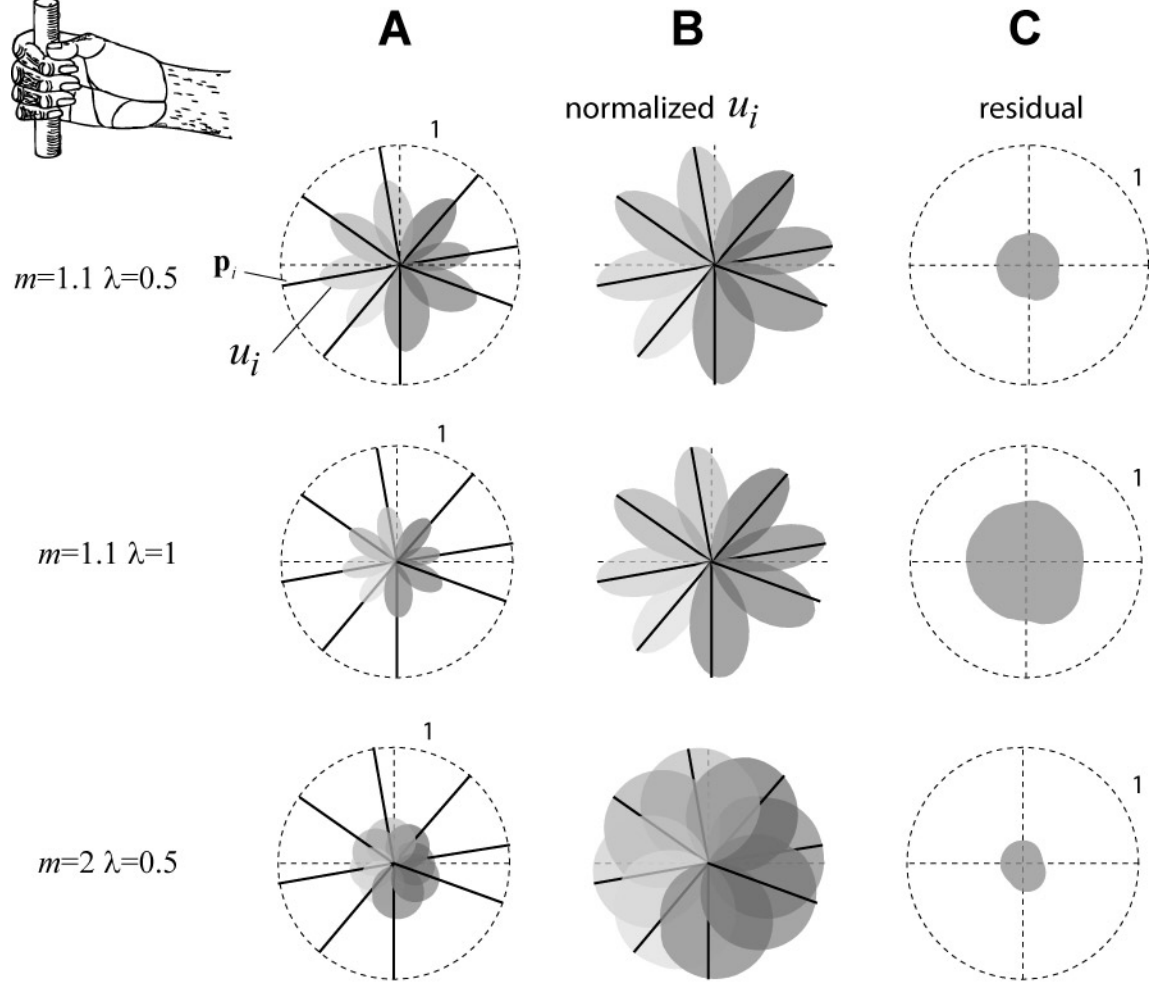 A B C
normalized u_i residual
1
1
m=1.1 λ=0.5
p_i
u_i
1
1
m=1.1 λ=1
1
1
m=2 λ=0.5